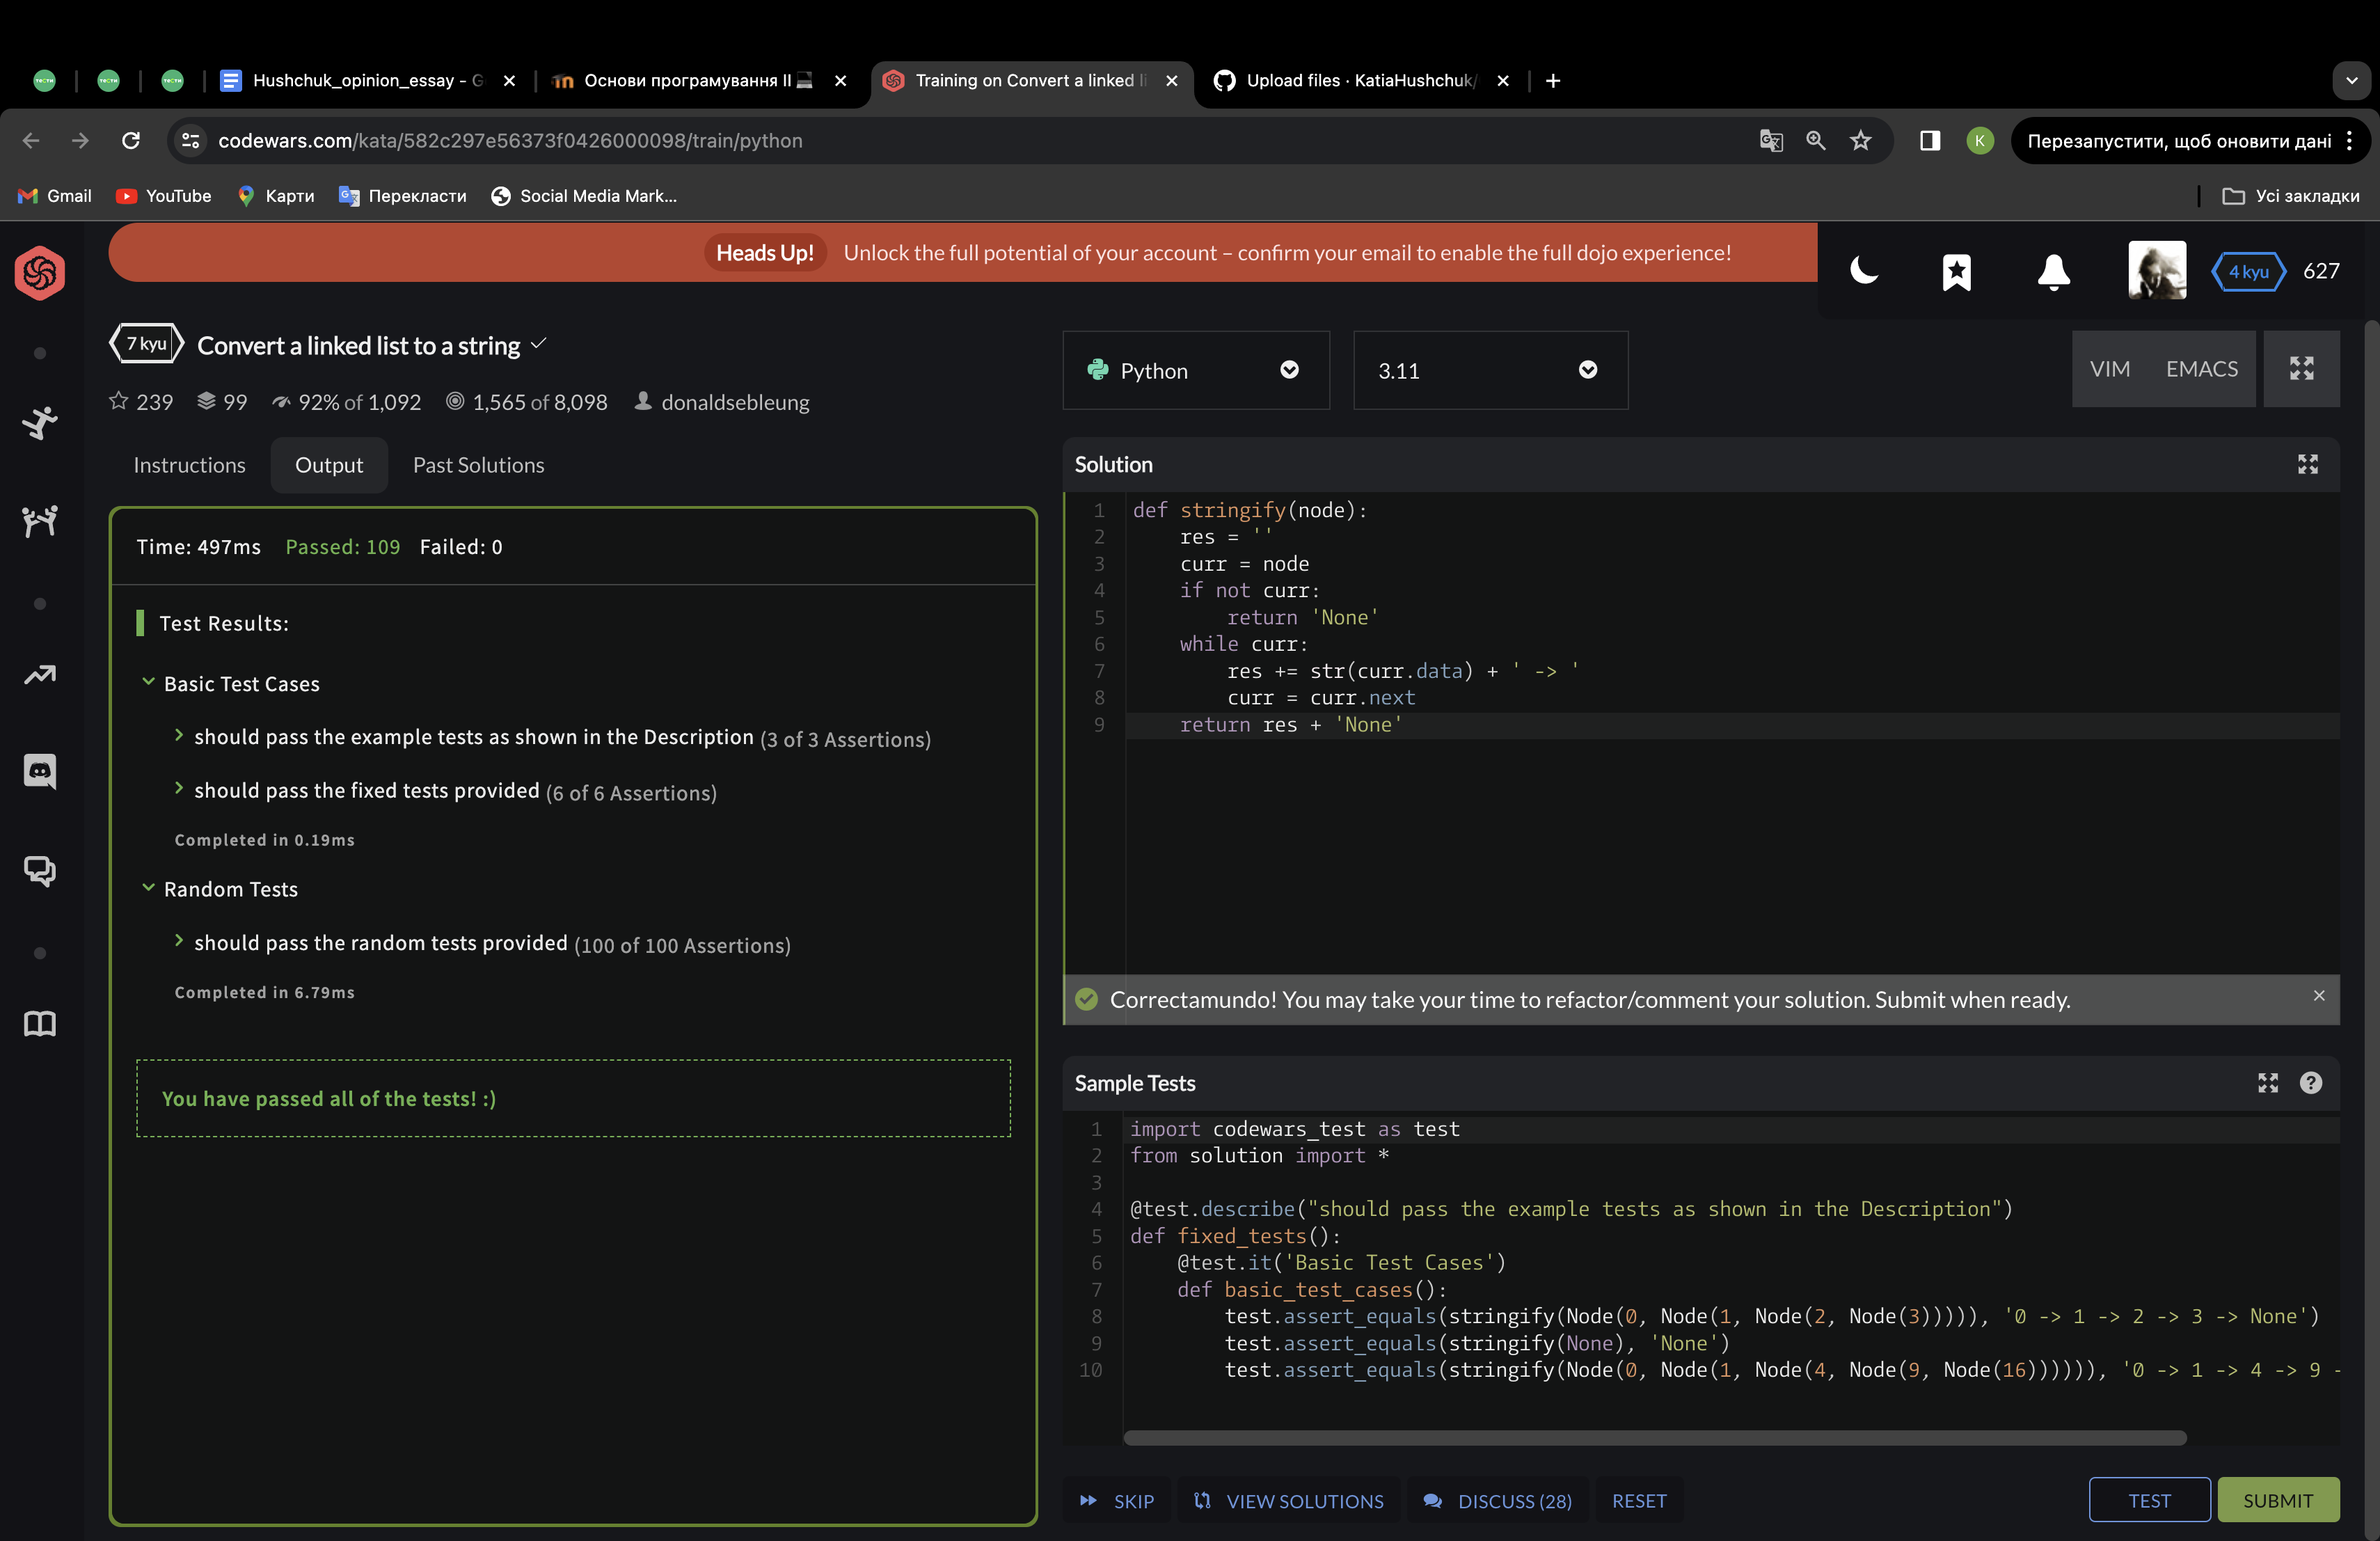 Hushchuk_opinion_essay - G
Основи програмування II
Training on Convert a linked li
Upload files · KatiaHushchuk/
codewars.com/kata/582c297e56373f0426000098/train/python
K
Перезапустити, щоб оновити дані
Gmail
YouTube
Карти
Перекласти
Social Media Mark...
Усі закладки
Heads Up! Unlock the full potential of your account – confirm your email to enable the full dojo experience!
4 kyu 627
7 kyu Convert a linked list to a string
239 99 92% of 1,092 1,565 of 8,098 donaldsebleung
Python
3.11
VIM EMACS
Instructions Output Past Solutions
Time: 497ms Passed: 109 Failed: 0
Test Results:
Basic Test Cases
should pass the example tests as shown in the Description (3 of 3 Assertions)
should pass the fixed tests provided (6 of 6 Assertions)
Completed in 0.19ms
Random Tests
should pass the random tests provided (100 of 100 Assertions)
Completed in 6.79ms
You have passed all of the tests! :)
Solution
1 def stringify(node):
2 res = ''
3 curr = node
4 if not curr:
5 return 'None'
6 while curr:
7 res += str(curr.data) + ' -> '
8 curr = curr.next
9 return res + 'None'
Correctamundo! You may take your time to refactor/comment your solution. Submit when ready.
Sample Tests
1 import codewars_test as test
2 from solution import *
3
4 @test.describe("should pass the example tests as shown in the Description")
5 def fixed_tests():
6 @test.it('Basic Test Cases')
7 def basic_test_cases():
8 test.assert_equals(stringify(Node(0, Node(1, Node(2, Node(3))))), '0 -> 1 -> 2 -> 3 -> None')
9 test.assert_equals(stringify(None), 'None')
10 test.assert_equals(stringify(Node(0, Node(1, Node(4, Node(9, Node(16)))))), '0 -> 1 -> 4 -> 9 -
SKIP VIEW SOLUTIONS DISCUSS (28) RESET
TEST SUBMIT